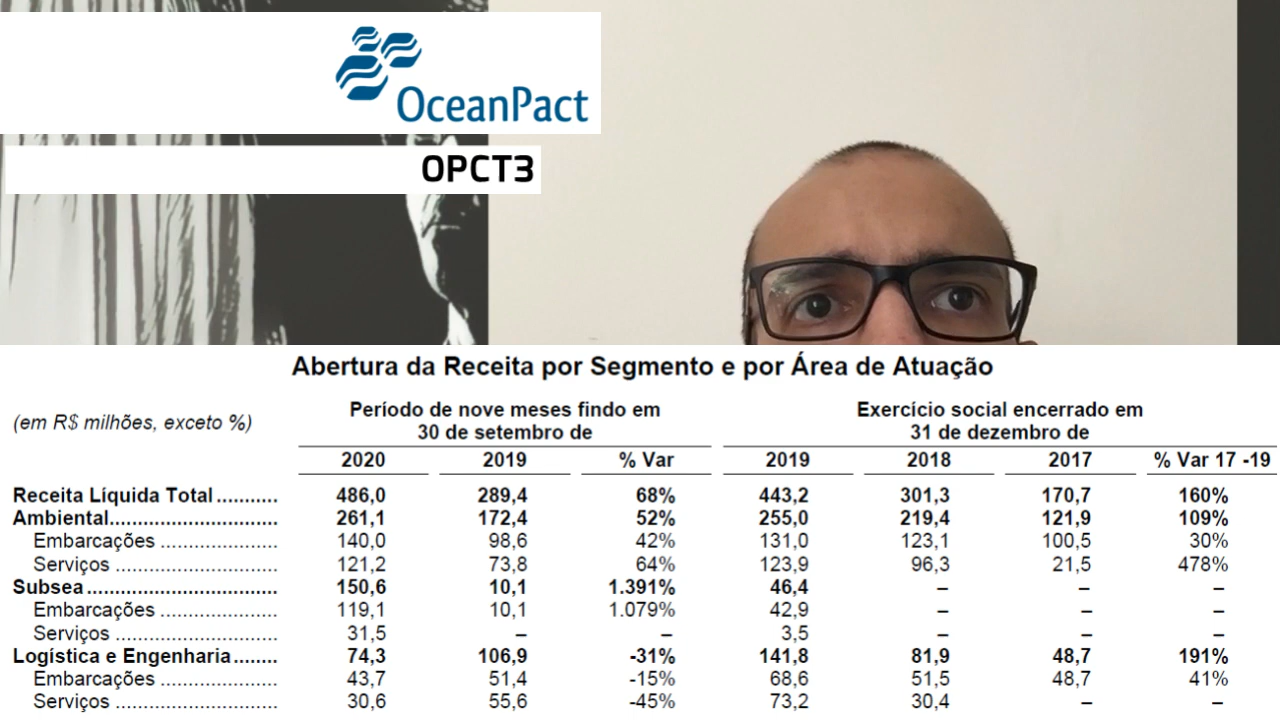 OceanPact
OPCT3
Abertura da Receita por Segmento e por Área de Atuação
(em R$ milhões, exceto %)
Período de nove meses findo em 30 de setembro de
Exercício social encerrado em 31 de dezembro de
2020 2019 % Var 2019 2018 2017 % Var 17 -19
Receita Líquida Total........... 486,0 289,4 68% 443,2 301,3 170,7 160%
Ambiental.............................. 261,1 172,4 52% 255,0 219,4 121,9 109%
Embarcações ..................... 140,0 98,6 42% 131,0 123,1 100,5 30%
Serviços ............................. 121,2 73,8 64% 123,9 96,3 21,5 478%
Subsea.................................. 150,6 10,1 1.391% 46,4 – – –
Embarcações ..................... 119,1 10,1 1.079% 42,9 – – –
Serviços ............................. 31,5 – – 3,5 – – –
Logística e Engenharia........ 74,3 106,9 -31% 141,8 81,9 48,7 191%
Embarcações ..................... 43,7 51,4 -15% 68,6 51,5 48,7 41%
Serviços ............................. 30,6 55,6 -45% 73,2 30,4 – –